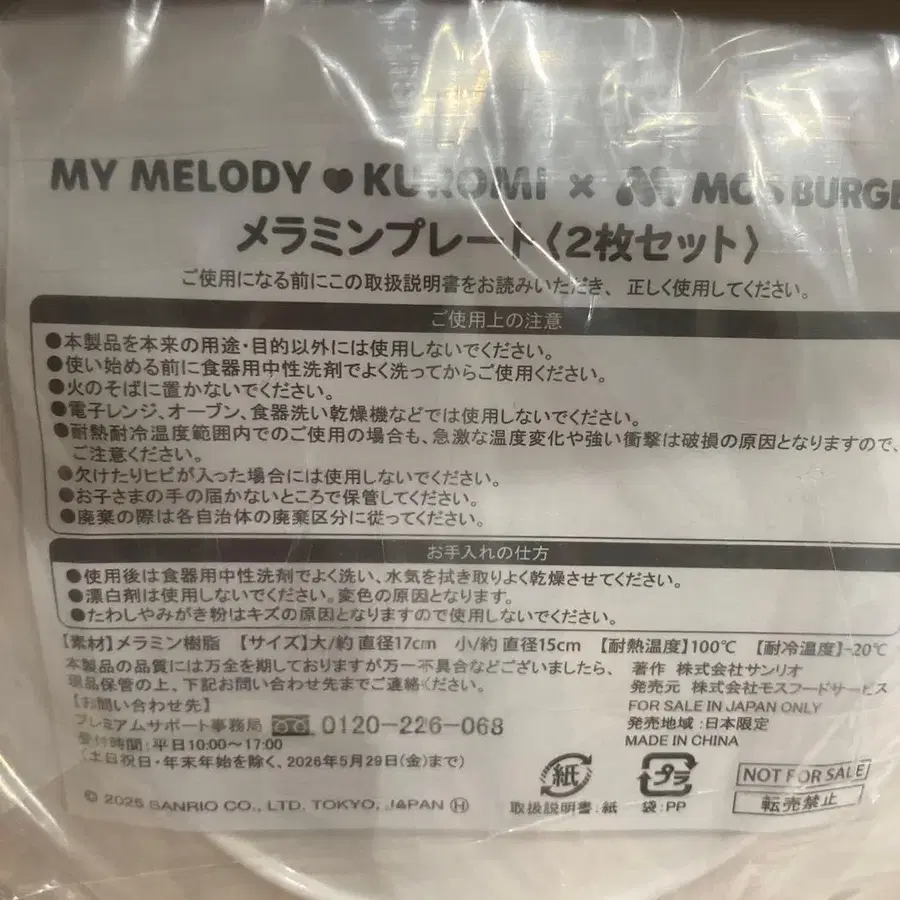 MY MELODY ♥ KUROMI × MOS BURGE
メラミンプレート〈2枚セット〉
ご使用になる前にこの取扱説明書をお読みいただき、正しく使用してください。
ご使用上の注意
●本製品を本来の用途・目的以外には使用しないでください。
●使い始める前に食器用中性洗剤でよく洗ってからご使用ください。
●火のそばに置かないでください。
●電子レンジ、オーブン、食器洗い乾燥機などでは使用しないでください。
●耐熱耐冷温度範囲内でのご使用の場合も、急激な温度変化や強い衝撃は破損の原因となりますので、
ご注意ください。
●欠けたりヒビが入った場合には使用しないでください。
●お子さまの手の届かないところで保管してください。
●廃棄の際は各自治体の廃棄区分に従ってください。
お手入れの仕方
●使用後は食器用中性洗剤でよく洗い、水気を拭き取りよく乾燥させてください。
●漂白剤は使用しないでください。変色の原因となります。
●たわしやみがき粉はキズの原因となりますので使用しないでください。
【素材】メラミン樹脂 【サイズ】大/約 直径17cm 小/約 直径15cm 【耐熱温度】100℃ 【耐冷温度】-20℃
本製品の品質には万全を期しておりますが万一不具合などございましたら、
現品保管の上、下記お問い合わせ先までご連絡ください。
【お問い合わせ先】
プレミアムサポート事務局 0120-226-068
受付時間:平日10:00〜17:00
(土日祝日・年末年始を除く、2026年5月29日(金)まで)
© 2025 SANRIO CO., LTD. TOKYO, JAPAN Ⓗ
著作 株式会社サンリオ
発売元 株式会社モスフードサービス
FOR SALE IN JAPAN ONLY
発売地域:日本限定
MADE IN CHINA
紙
取扱説明書:紙
プラ
袋:PP
NOT FOR SALE
転売禁止